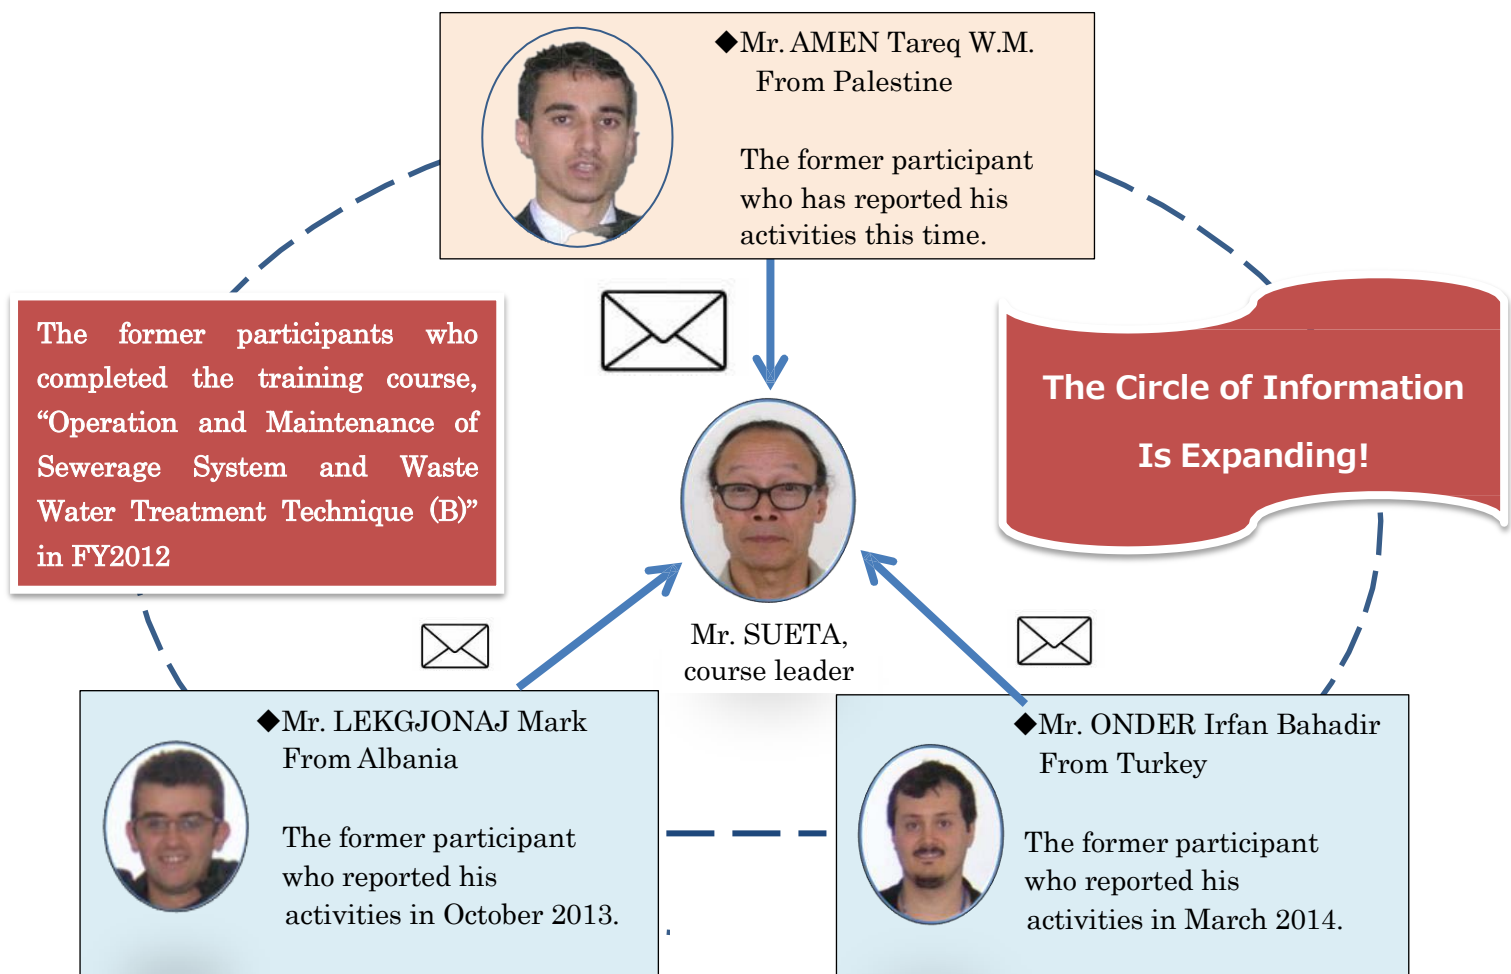 ◆Mr. AMEN Tareq W.M.
From Palestine
The former participant
who has reported his
activities this time.
The former participants who
completed the training course,
“Operation and Maintenance of
Sewerage System and Waste
Water Treatment Technique (B)”
in FY2012
The Circle of Information
Is Expanding!
Mr. SUETA,
course leader
◆Mr. LEKGJONAJ Mark
From Albania
The former participant
who reported his
activities in October 2013.
◆Mr. ONDER Irfan Bahadir
From Turkey
The former participant
who reported his
activities in March 2014.